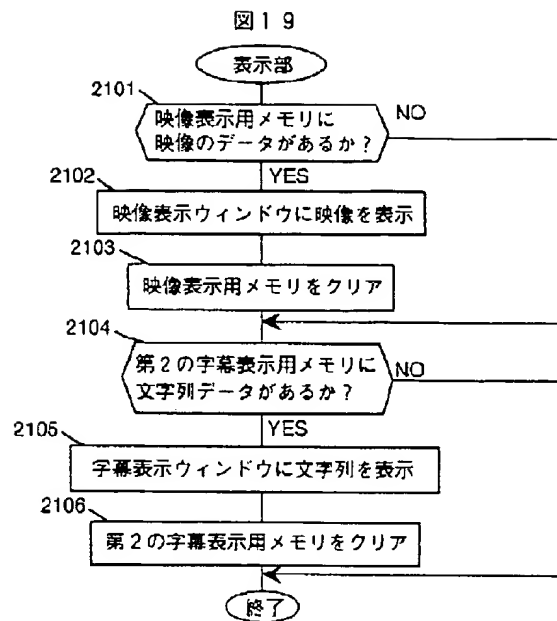 図19
表示部
2101
映像表示用メモリに
映像のデータがあるか？
NO
YES
2102
映像表示ウィンドウに映像を表示
2103
映像表示用メモリをクリア
2104
第2の字幕表示用メモリに
文字列データがあるか？
NO
YES
2105
字幕表示ウィンドウに文字列を表示
2106
第2の字幕表示用メモリをクリア
終了